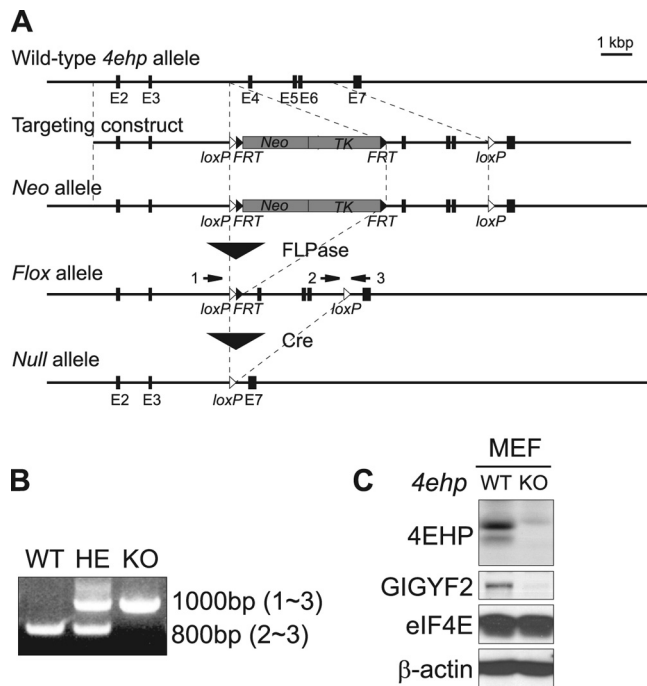 A
Wild-type 4ehp allele
1 kbp
E2 E3 E4 E5 E6 E7
Targeting construct
Neo TK
loxP FRT FRT loxP
Neo allele
Neo TK
loxP FRT FRT loxP
FLPase
Flox allele
1 2 3
loxP FRT loxP
Cre
Null allele
E2 E3 loxP E7
B
WT HE KO
1000bp (1~3)
800bp (2~3)
C
MEF
4ehp WT KO
4EHP
GIGYF2
eIF4E
β-actin